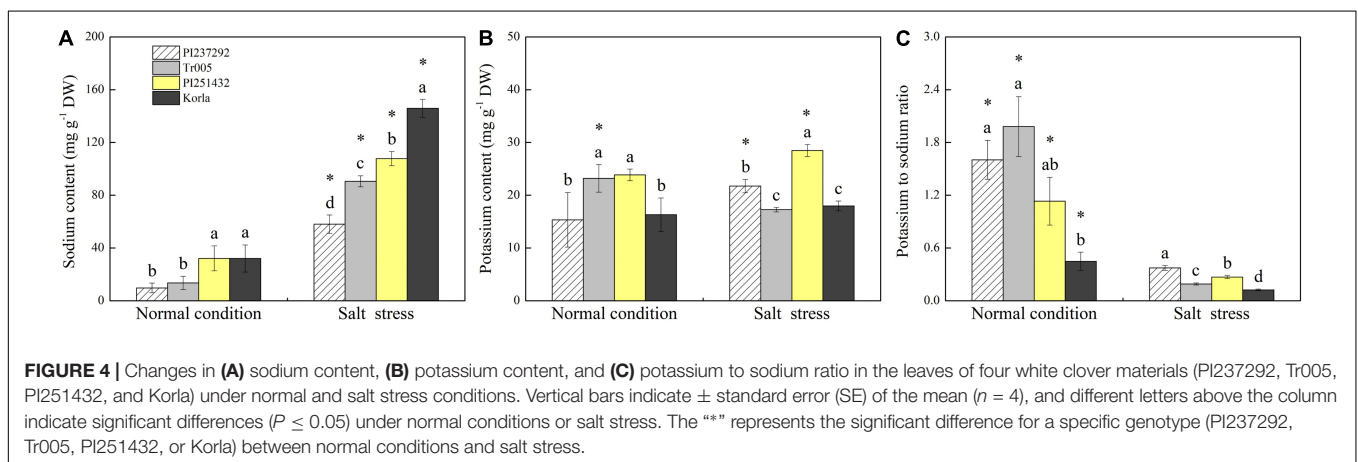 A
B
C
Sodium content (mg g⁻¹ DW)
200
160
120
80
40
0
PI237292
Tr005
PI251432
Korla
b b a a
* d * c * b * a
Normal condition Salt stress
Potassium content (mg g⁻¹ DW)
50
40
30
20
10
0
b * a a b
* b c * a c
Normal condition Salt stress
Potassium to sodium ratio
3.0
2.4
1.8
1.2
0.6
0.0
* a * a * ab * b
a c b d
Normal condition Salt stress
FIGURE 4 | Changes in (A) sodium content, (B) potassium content, and (C) potassium to sodium ratio in the leaves of four white clover materials (PI237292, Tr005,
PI251432, and Korla) under normal and salt stress conditions. Vertical bars indicate ± standard error (SE) of the mean (n = 4), and different letters above the column
indicate significant differences (P ≤ 0.05) under normal conditions or salt stress. The “*” represents the significant difference for a specific genotype (PI237292,
Tr005, PI251432, or Korla) between normal conditions and salt stress.